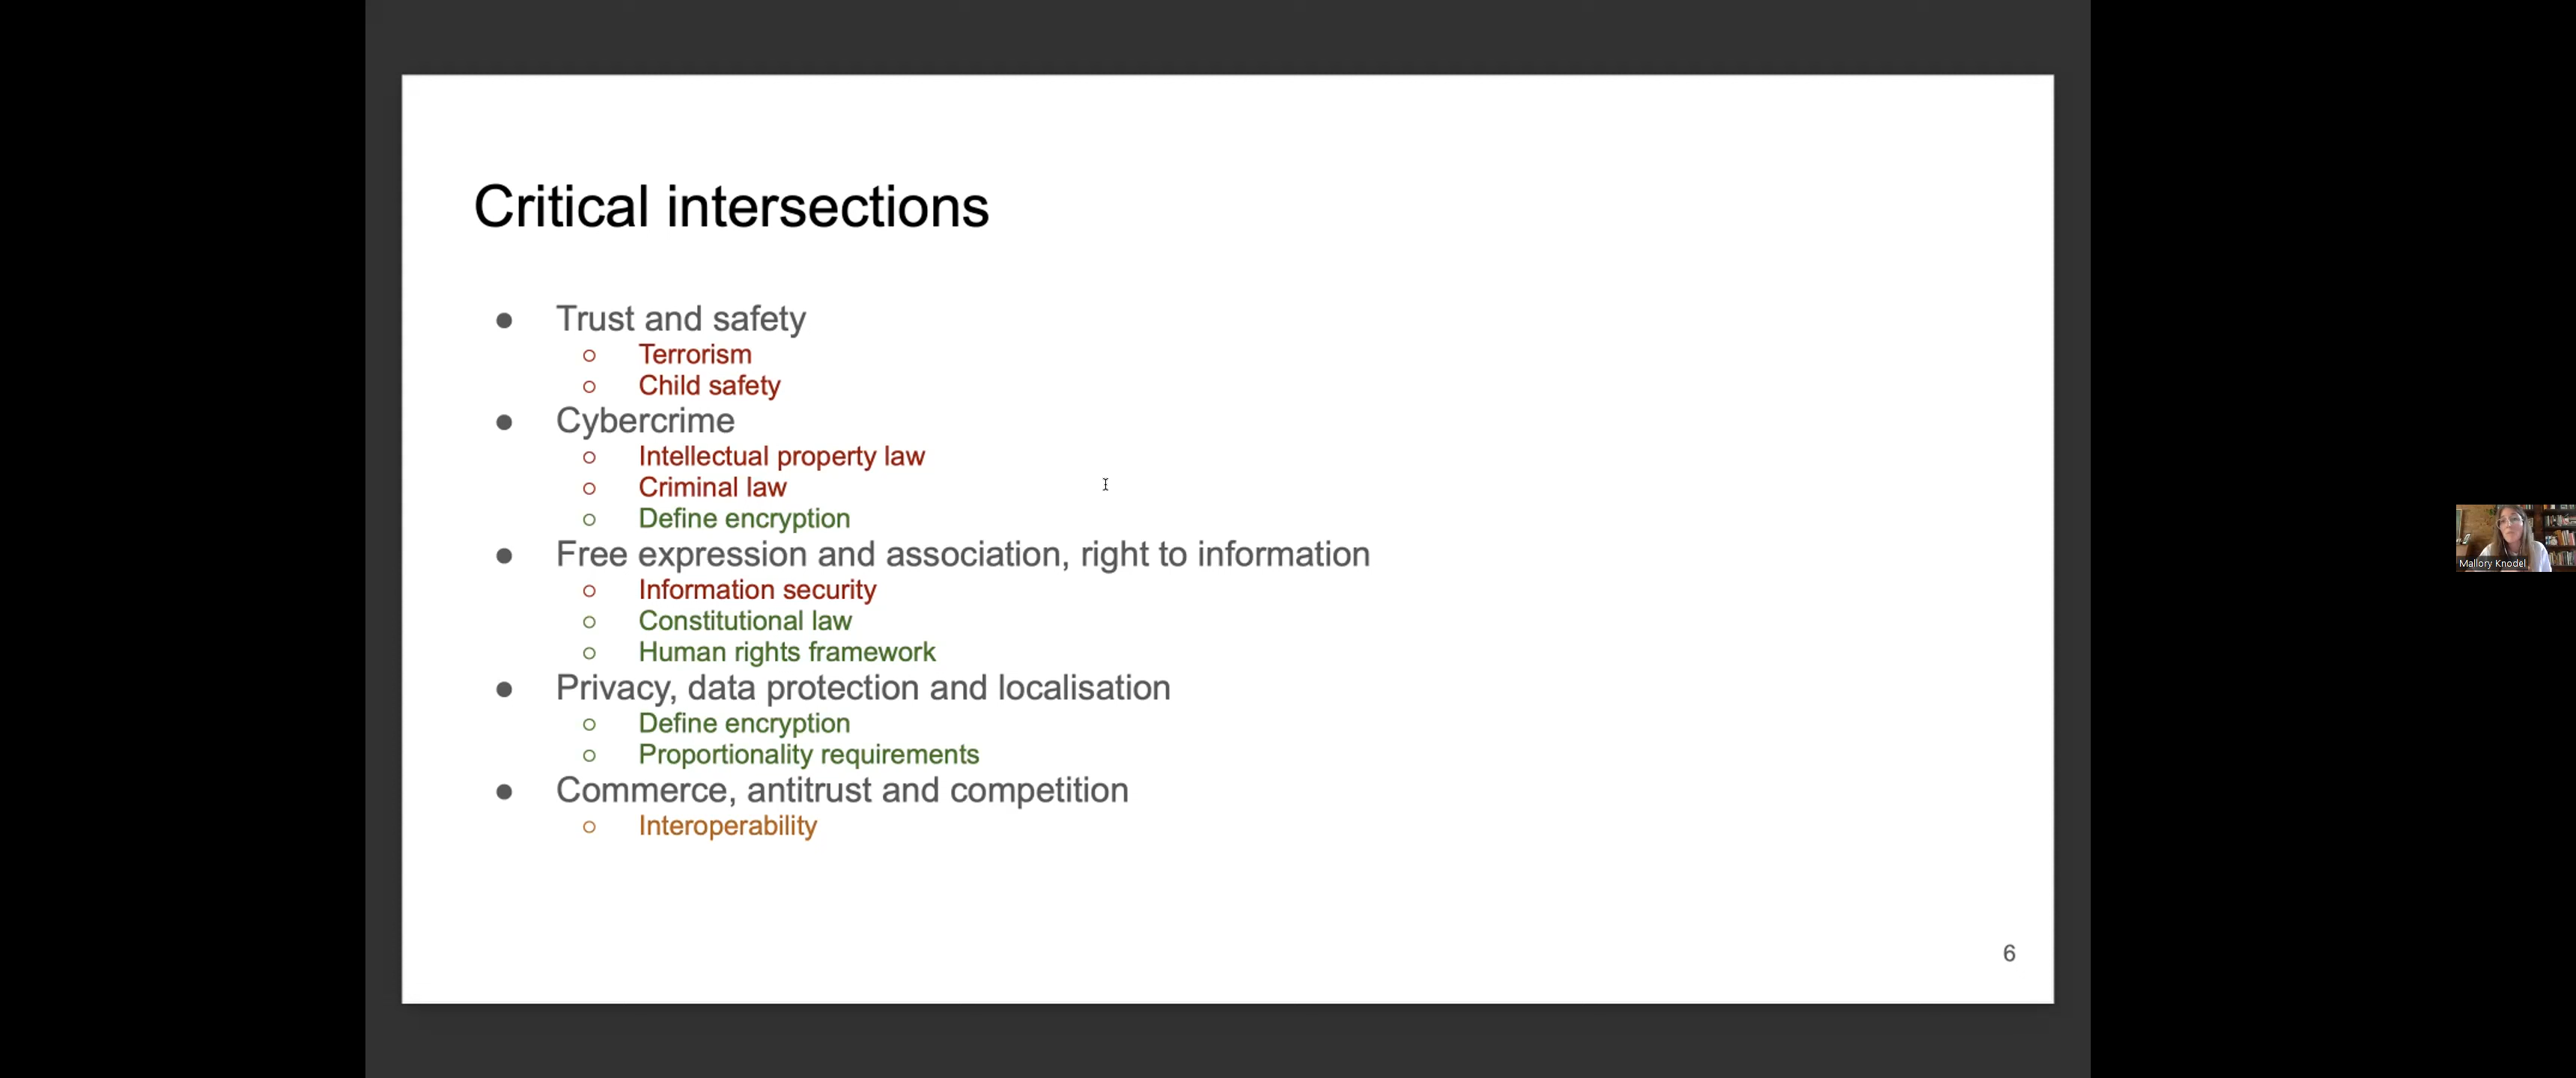 Critical intersections
● Trust and safety
○ Terrorism
○ Child safety
● Cybercrime
○ Intellectual property law
○ Criminal law
○ Define encryption
● Free expression and association, right to information
○ Information security
○ Constitutional law
○ Human rights framework
● Privacy, data protection and localisation
○ Define encryption
○ Proportionality requirements
● Commerce, antitrust and competition
○ Interoperability
6
Mallory Knodel